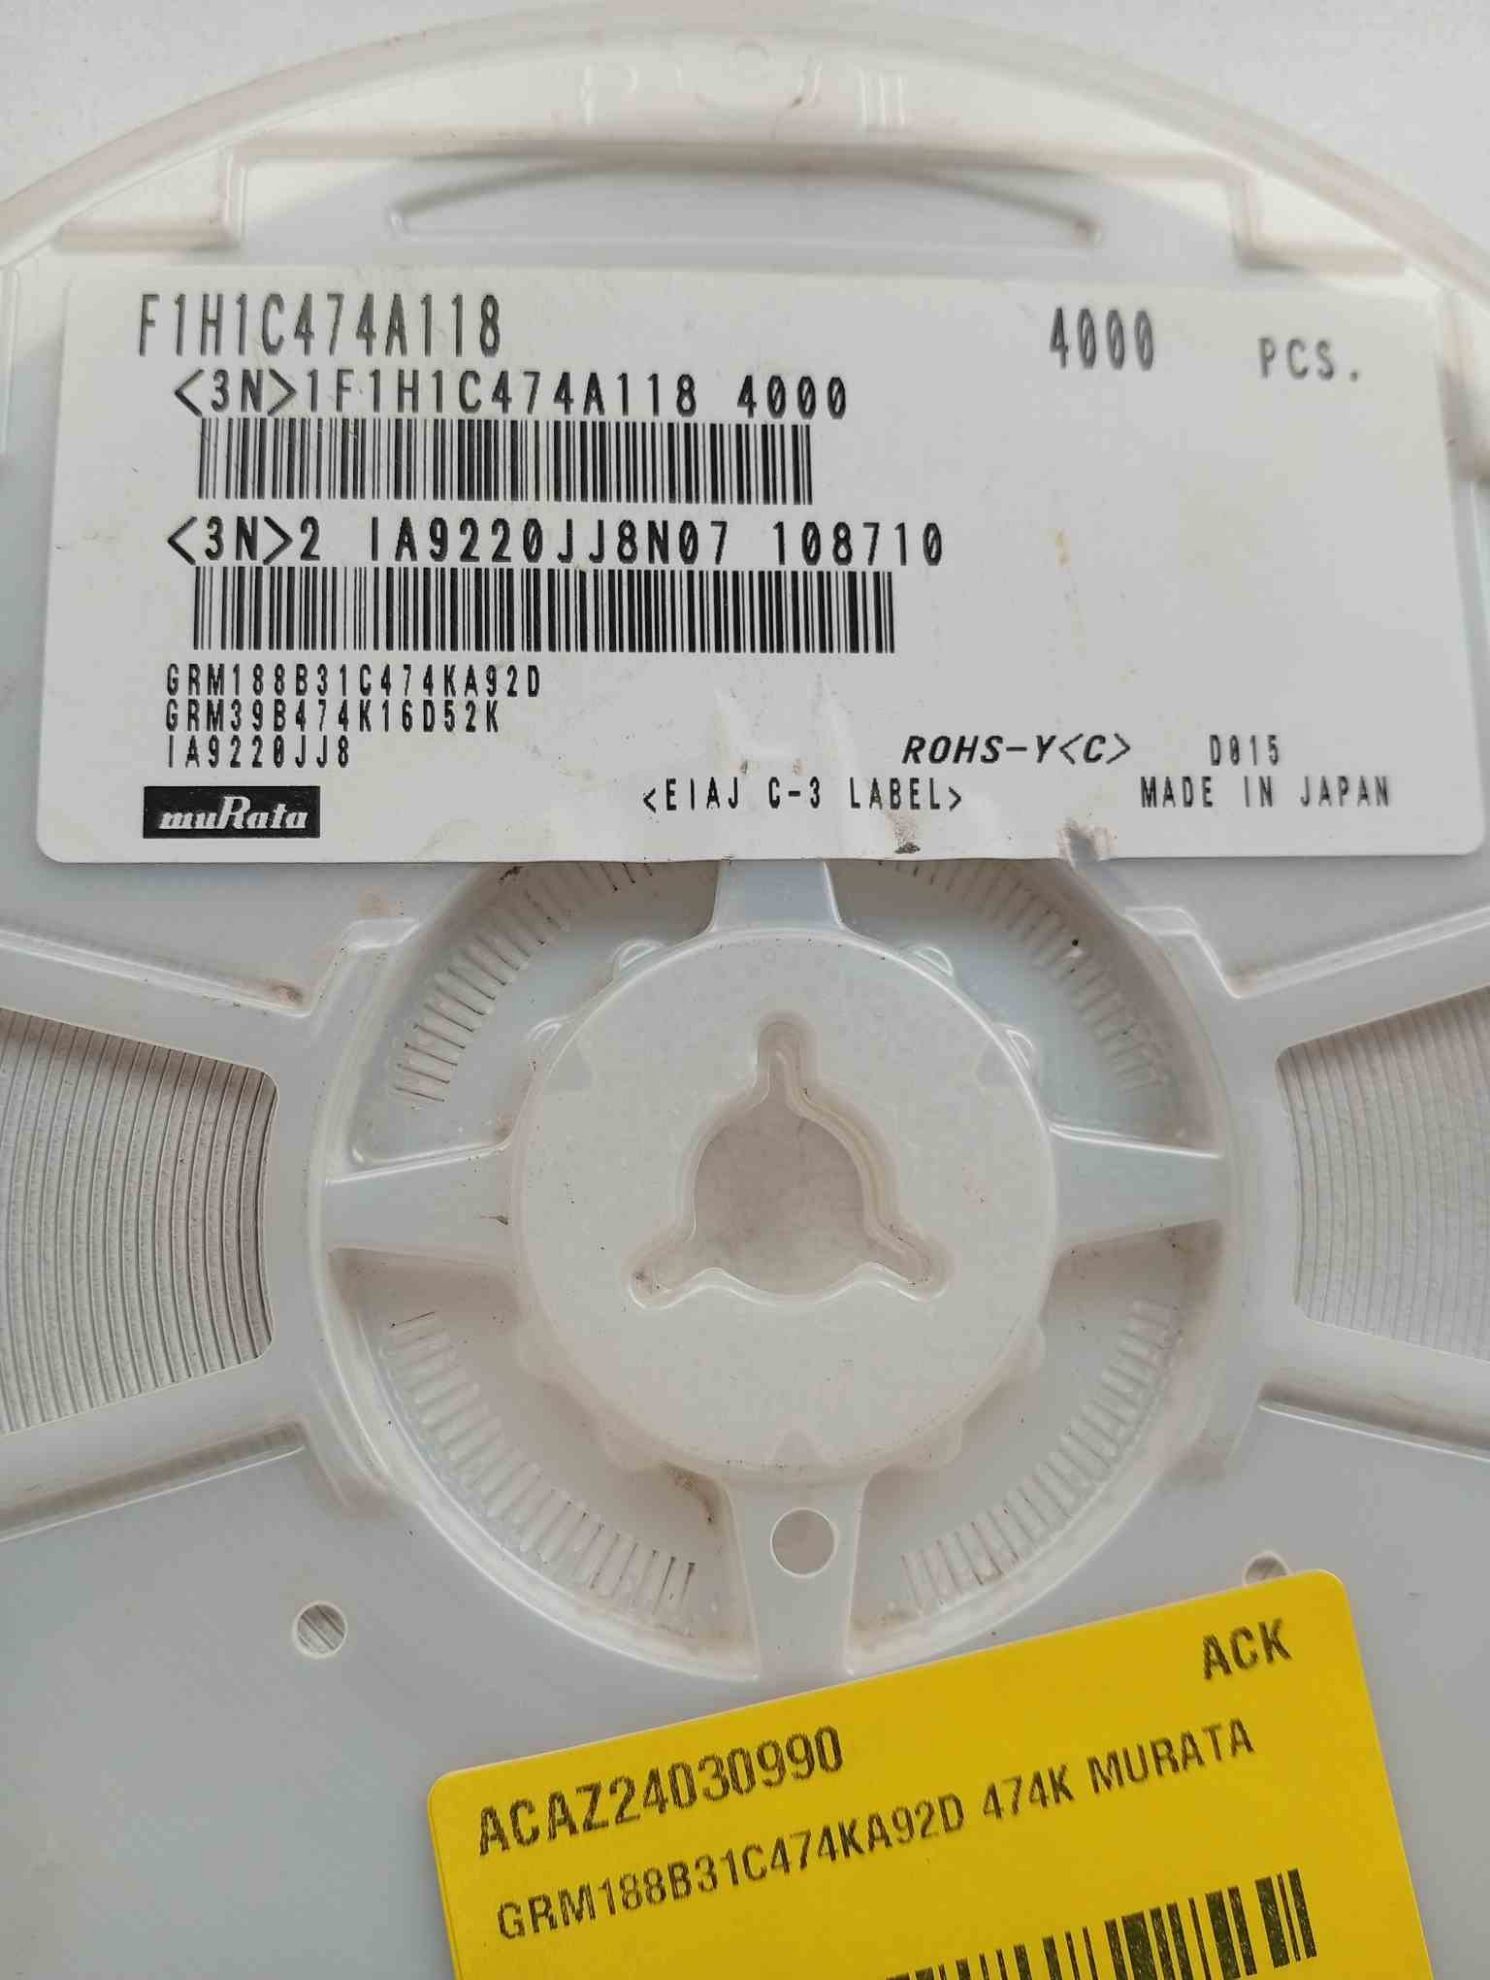 F1H1C474A118 4000 PCS.
<3N>1F1H1C474A118 4000
<3N>2 IA9220JJ8N07 108710
GRM188B31C474KA92D
GRM39B474K16D52K
IA9220JJ8
ROHS-Y<C> D015
muRata <EIAJ C-3 LABEL> MADE IN JAPAN
ACK
ACAZ24030990
GRM188B31C474KA92D 474K MURATA